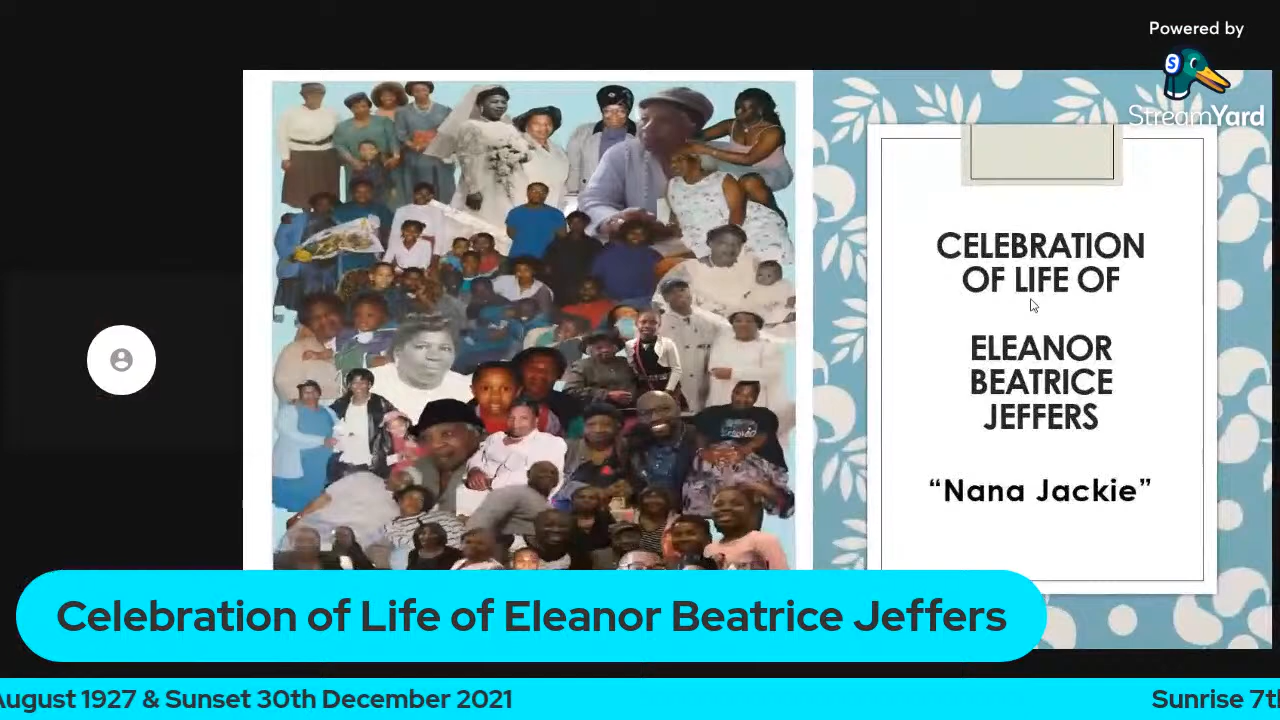 Powered by
StreamYard
CELEBRATION
OF LIFE OF
ELEANOR
BEATRICE
JEFFERS
“Nana Jackie”
Celebration of Life of Eleanor Beatrice Jeffers
August 1927 & Sunset 30th December 2021
Sunrise 7th